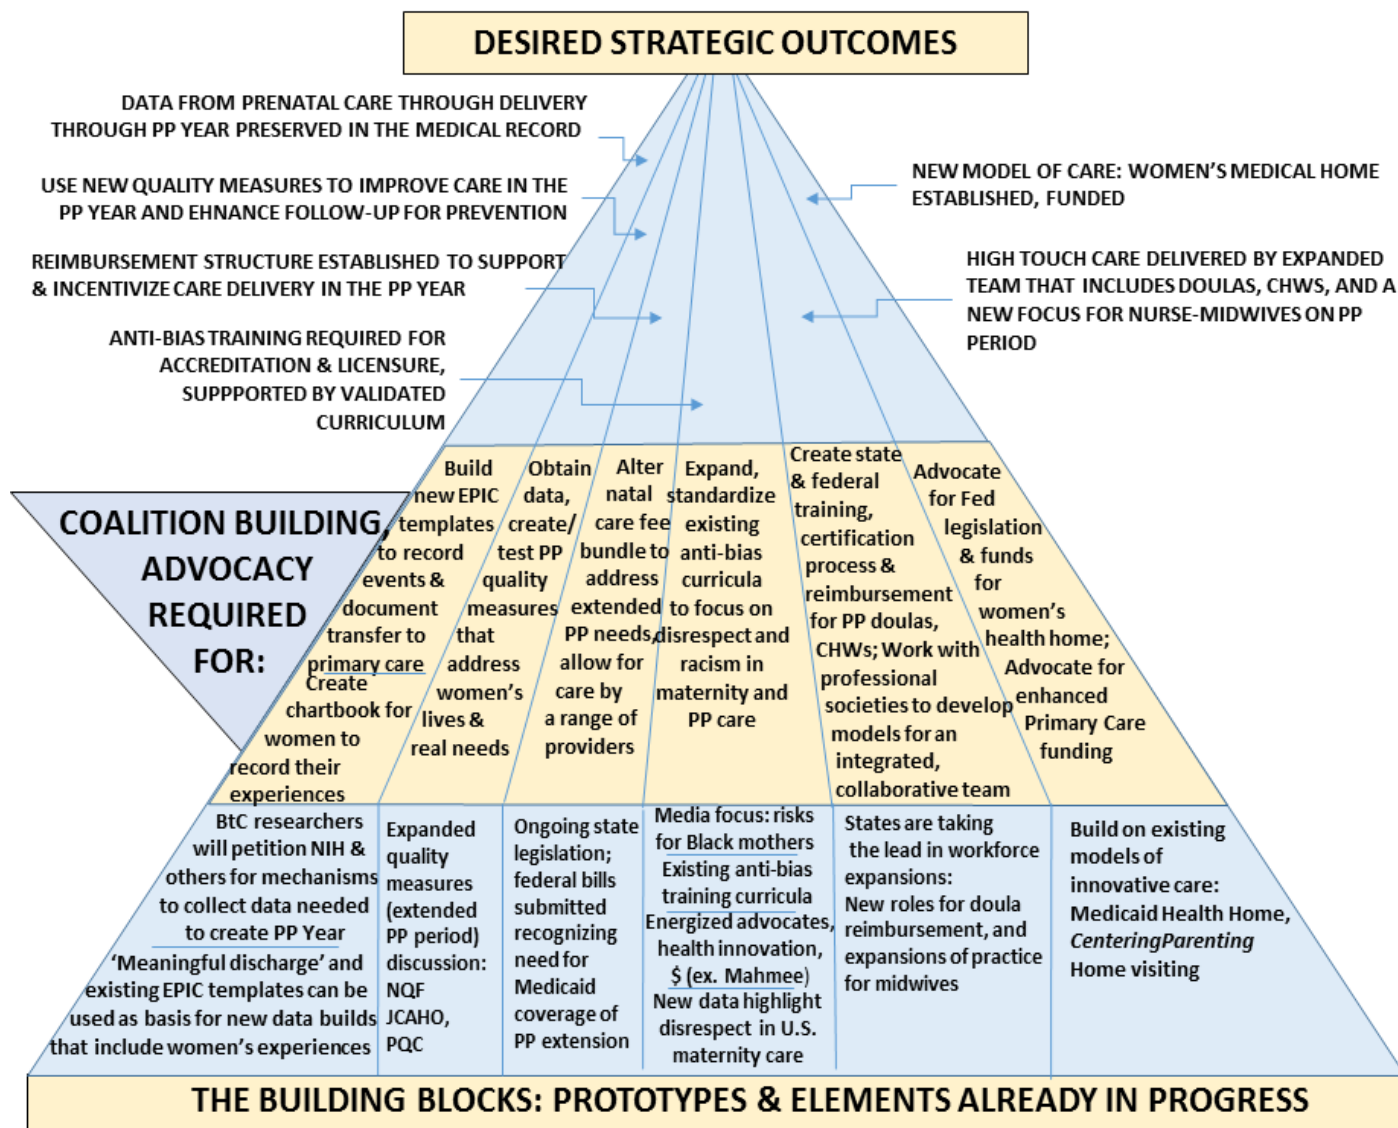 DESIRED STRATEGIC OUTCOMES
DATA FROM PRENATAL CARE THROUGH DELIVERY
THROUGH PP YEAR PRESERVED IN THE MEDICAL RECORD
USE NEW QUALITY MEASURES TO IMPROVE CARE IN THE
PP YEAR AND EHNANCE FOLLOW-UP FOR PREVENTION
REIMBURSEMENT STRUCTURE ESTABLISHED TO SUPPORT
& INCENTIVIZE CARE DELIVERY IN THE PP YEAR
ANTI-BIAS TRAINING REQUIRED FOR
ACCREDITATION & LICENSURE,
SUPPPORTED BY VALIDATED
CURRICULUM
NEW MODEL OF CARE: WOMEN'S MEDICAL HOME
ESTABLISHED, FUNDED
HIGH TOUCH CARE DELIVERED BY EXPANDED
TEAM THAT INCLUDES DOULAS, CHWS, AND A
NEW FOCUS FOR NURSE-MIDWIVES ON PP
PERIOD
COALITION BUILDING,
ADVOCACY
REQUIRED
FOR:
Build
new EPIC
templates
to record
events &
document
transfer to
primary care
Create
chartbook for
women to
record their
experiences
Obtain
data,
create/
test PP
quality
measures
that
address
women's
lives &
real needs
Alter
natal
care fee
bundle to
address
extended
PP needs,
allow for
care by
a range of
providers
Expand,
standardize
existing
anti-bias
curricula
to focus on
disrespect and
racism in
maternity and
PP care
Create state
& federal
training,
certification
process &
reimbursement
for PP doulas,
CHWs; Work with
professional
societies to develop
models for an
integrated,
collaborative team
Advocate
for Fed
legislation
& funds
for
women's
health home;
Advocate for
enhanced
Primary Care
funding
BtC researchers
will petition NIH &
others for mechanisms
to collect data needed
to create PP Year
'Meaningful discharge' and
existing EPIC templates can be
used as basis for new data builds
that include women's experiences
Expanded
quality
measures
(extended
PP period)
discussion:
NQF
JCAHO,
PQC
Ongoing state
legislation;
federal bills
submitted
recognizing
need for
Medicaid
coverage of
PP extension
Media focus: risks
for Black mothers
Existing anti-bias
training curricula
Energized advocates,
health innovation,
$ (ex. Mahmee)
New data highlight
disrespect in U.S.
maternity care
States are taking
the lead in workforce
expansions:
New roles for doula
reimbursement, and
expansions of practice
for midwives
Build on existing
models of
innovative care:
Medicaid Health Home,
CenteringParenting
Home visiting
THE BUILDING BLOCKS: PROTOTYPES & ELEMENTS ALREADY IN PROGRESS